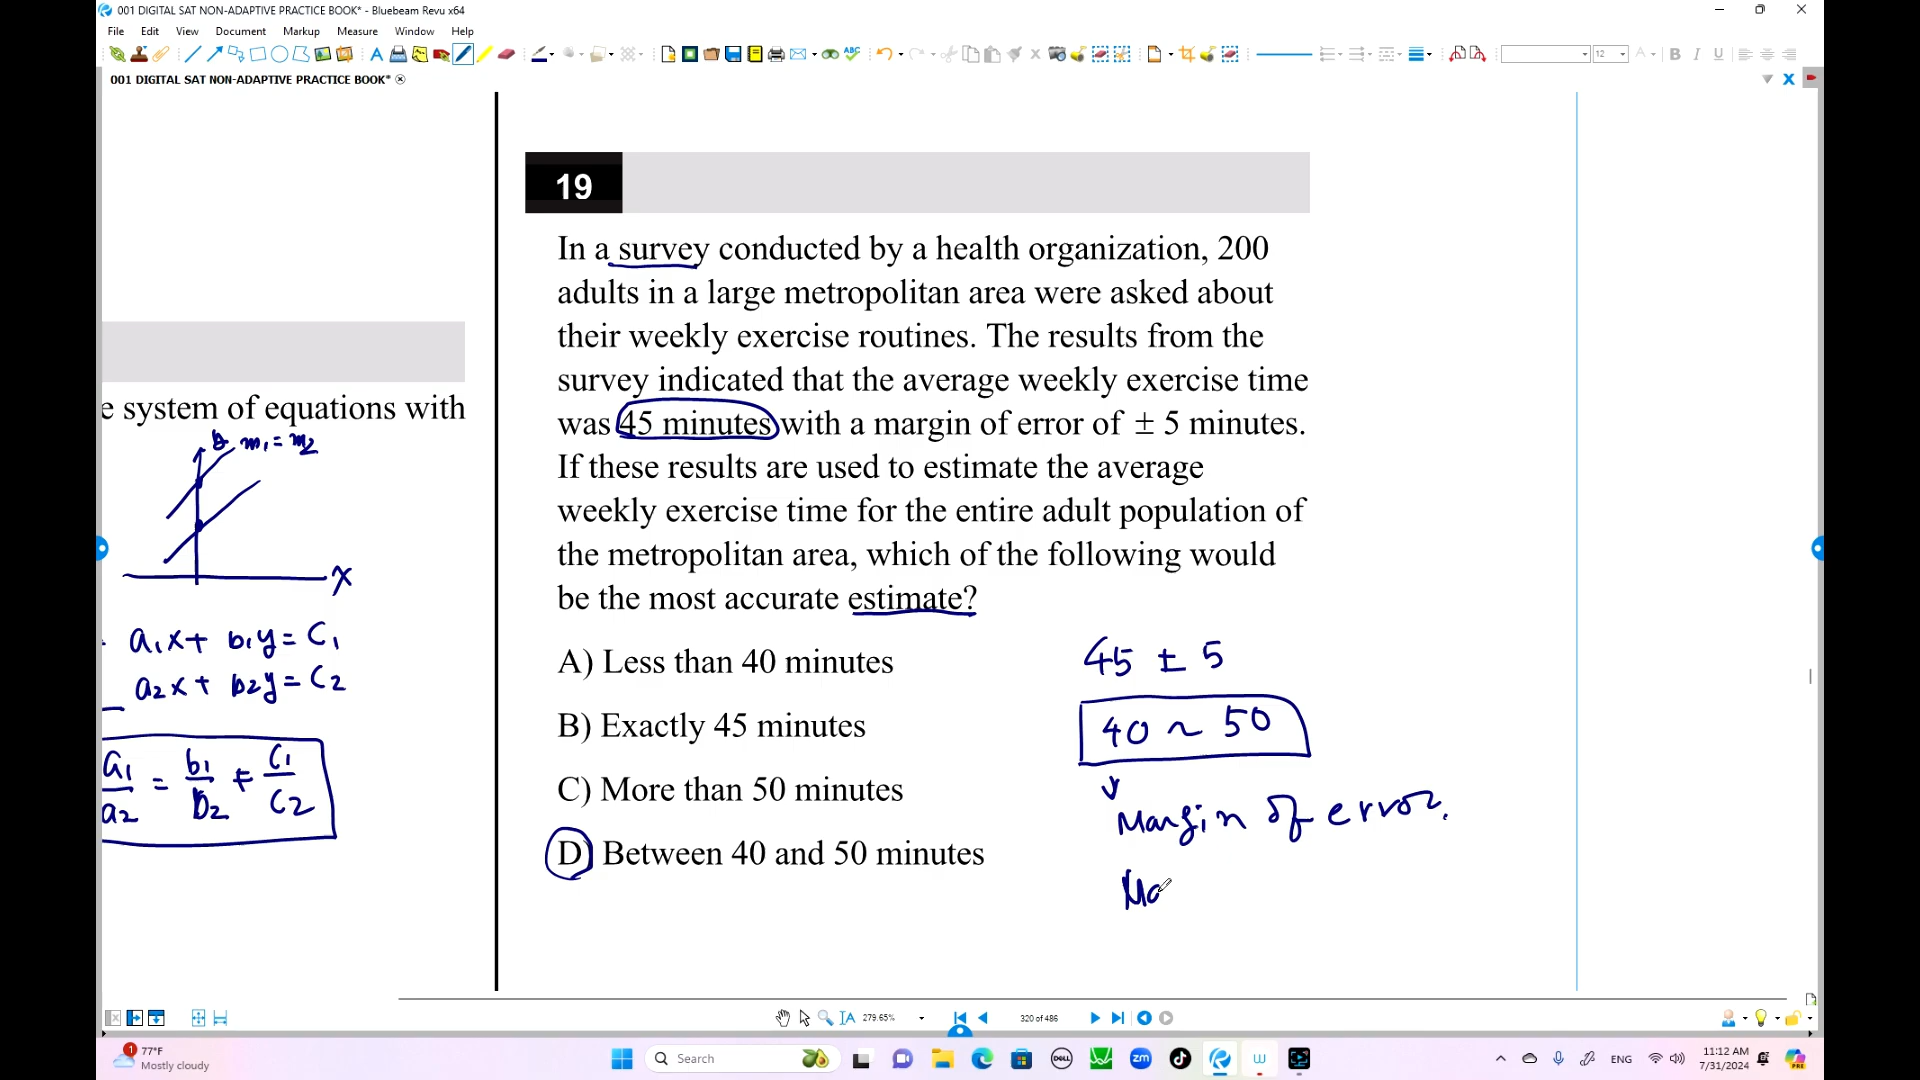 001 DIGITAL SAT NON-ADAPTIVE PRACTICE BOOK* - Bluebeam Revu x64
File Edit View Document Markup Measure Window Help
12
001 DIGITAL SAT NON-ADAPTIVE PRACTICE BOOK*
e system of equations with
m₁ = m₂
x
a₁x + b₁y = C₁
a₂x + b₂y = C₂
a₁/a₂ = b₁/b₂ ≠ C₁/C₂
19
In a survey conducted by a health organization, 200
adults in a large metropolitan area were asked about
their weekly exercise routines. The results from the
survey indicated that the average weekly exercise time
was 45 minutes with a margin of error of ± 5 minutes.
If these results are used to estimate the average
weekly exercise time for the entire adult population of
the metropolitan area, which of the following would
be the most accurate estimate?
A) Less than 40 minutes
B) Exactly 45 minutes
C) More than 50 minutes
D) Between 40 and 50 minutes
45 ± 5
40 ~ 50
Margin of error.
Ma
279.65%
320 of 486
1
77°F
Mostly cloudy
Search
DELL
zm
ENG
11:12 AM
7/31/2024
PRE